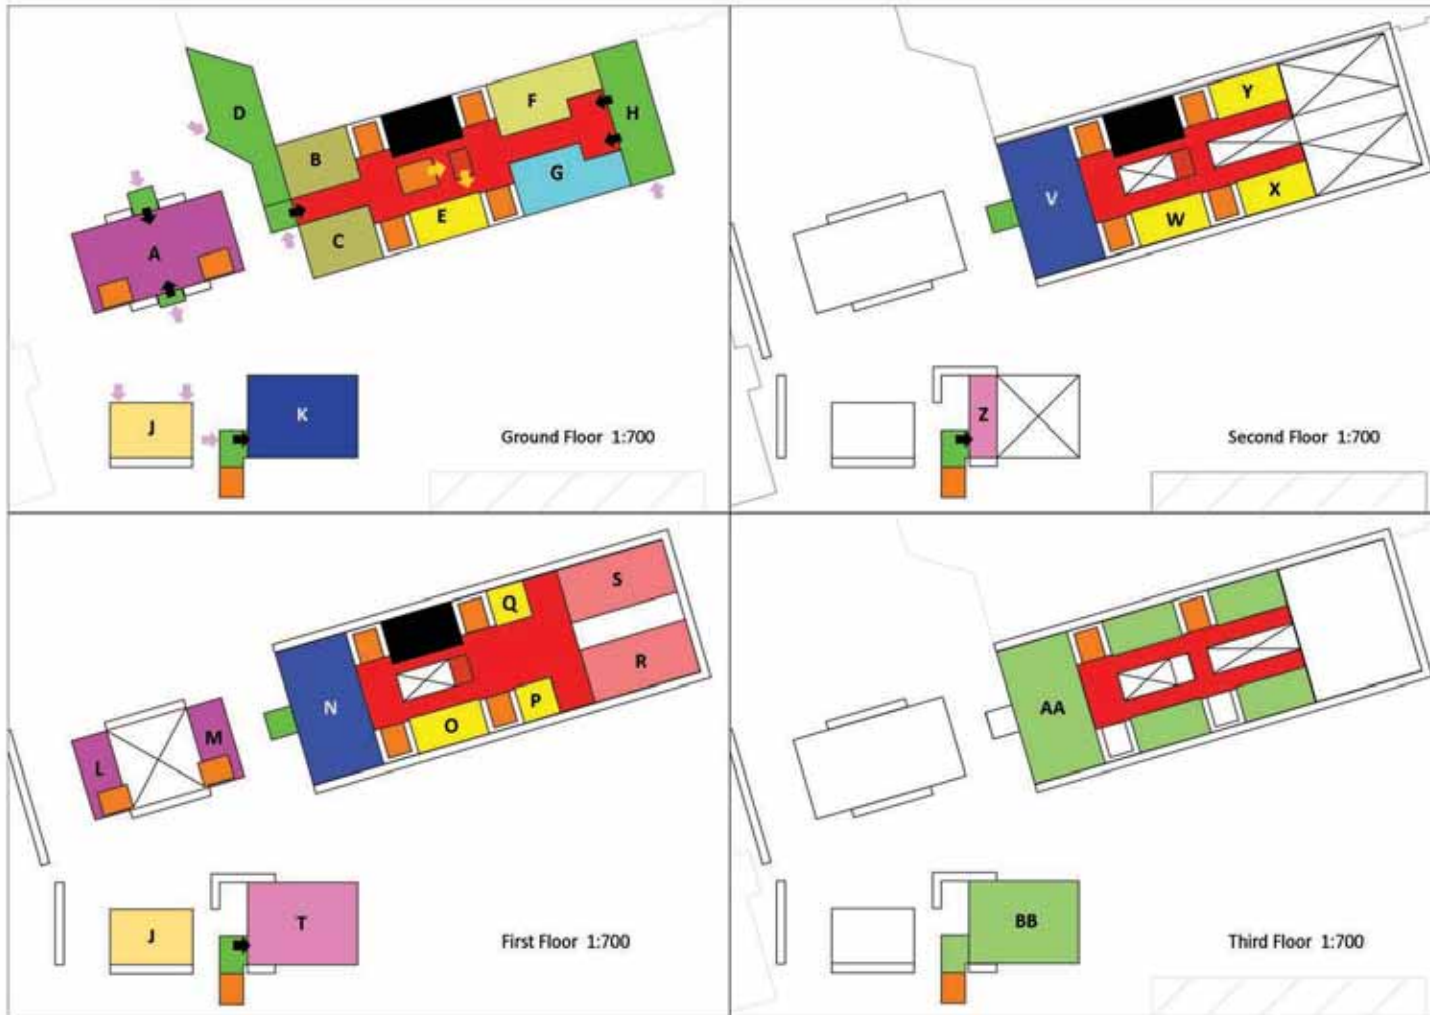 D
F
H
B
G
E
C
A
J
K
Ground Floor 1:700
Y
V
X
W
Z
Second Floor 1:700
S
Q
R
N
P
O
M
L
T
J
First Floor 1:700
AA
BB
Third Floor 1:700